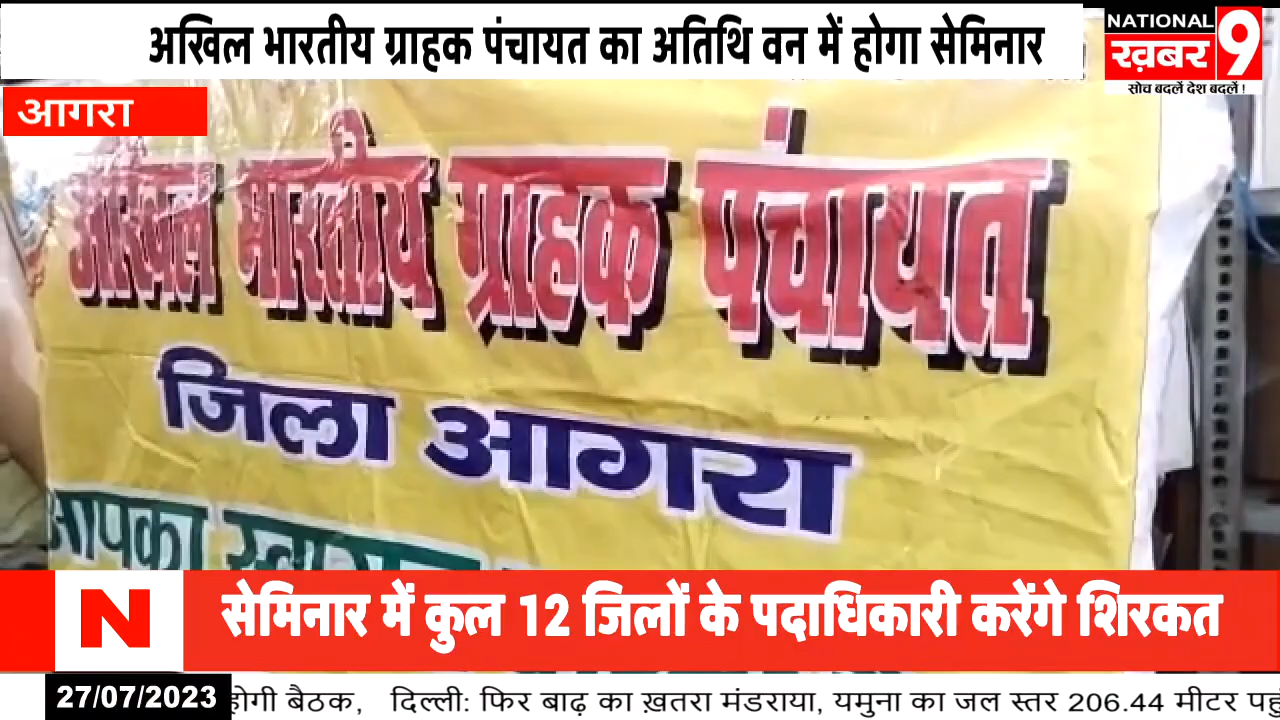 अखिल भारतीय ग्राहक पंचायत का अतिथि वन में होगा सेमिनार
NATIONAL
ख़बर 9
सोच बदलें देश बदलें!
आगरा
अखिल भारतीय ग्राहक पंचायत
जिला आगरा
आपका स्वागत
N सेमिनार में कुल 12 जिलों के पदाधिकारी करेंगे शिरकत
27/07/2023 होगी बैठक, दिल्ली: फिर बाढ़ का ख़तरा मंडराया, यमुना का जल स्तर 206.44 मीटर